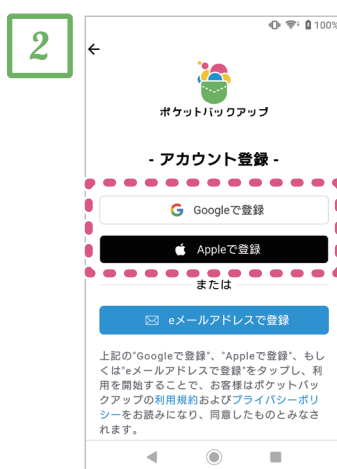 2
100%
ポケットバックアップ
- アカウント登録 -
Googleで登録
Appleで登録
または
eメールアドレスで登録
上記の"Googleで登録"、"Appleで登録"、もし
くは"eメールアドレスで登録"をタップし、利
用を開始することで、お客様はポケットバッ
クアップの利用規約およびプライバシーポリ
シーをお読みになり、同意したものとみなさ
れます。